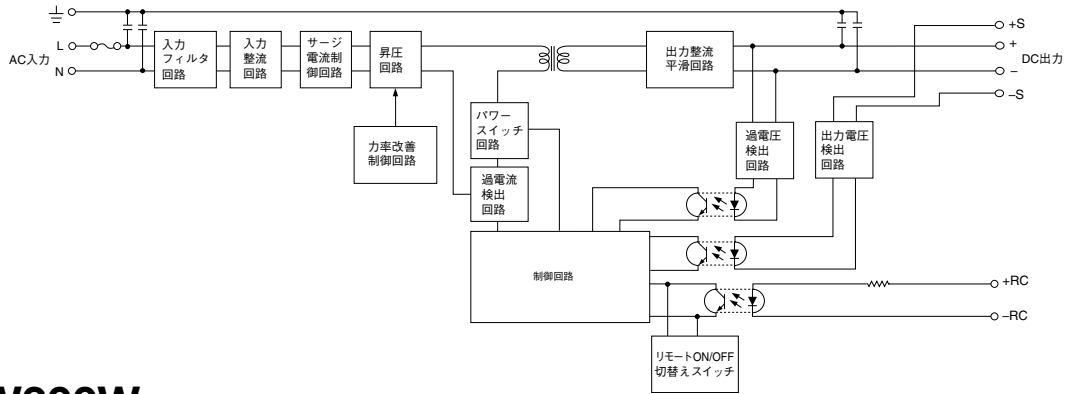 +S
L
AC入力
N
入力
フィルタ
回路
入力
整流
回路
サージ
電流制
御回路
昇圧
回路
出力整流
平滑回路
+
DC出力
−
–S
パワー
スイッチ
回路
過電圧
検出
回路
出力電圧
検出
回路
力率改善
制御回路
過電流
検出
回路
制御回路
+RC
–RC
リモートON/OFF
切替えスイッチ